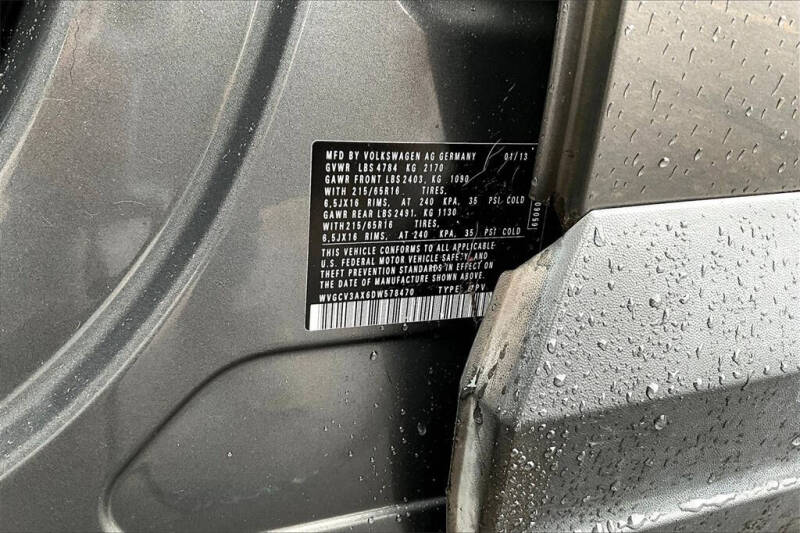 MFD BY VOLKSWAGEN AG GERMANY 01/13
GVWR LBS 4784 KG 2170
GAWR FRONT LBS 2403, KG 1090
WITH 215/65R16 TIRES,
6,5JX16 RIMS, AT 240 KPA, 35 PSI COLD
GAWR REAR LBS 2491, KG 1130
WITH215/65R16 TIRES,
6,5JX16 RIMS, AT 240 KPA, 35 PSI COLD
65060
THIS VEHICLE CONFORMS TO ALL APPLICABLE
U.S. FEDERAL MOTOR VEHICLE SAFETY AND
THEFT PREVENTION STANDARDS IN EFFECT ON
THE DATE OF MANUFACTURE SHOWN ABOVE.
WVGCV3AX6DW578470 TYPE: MPV